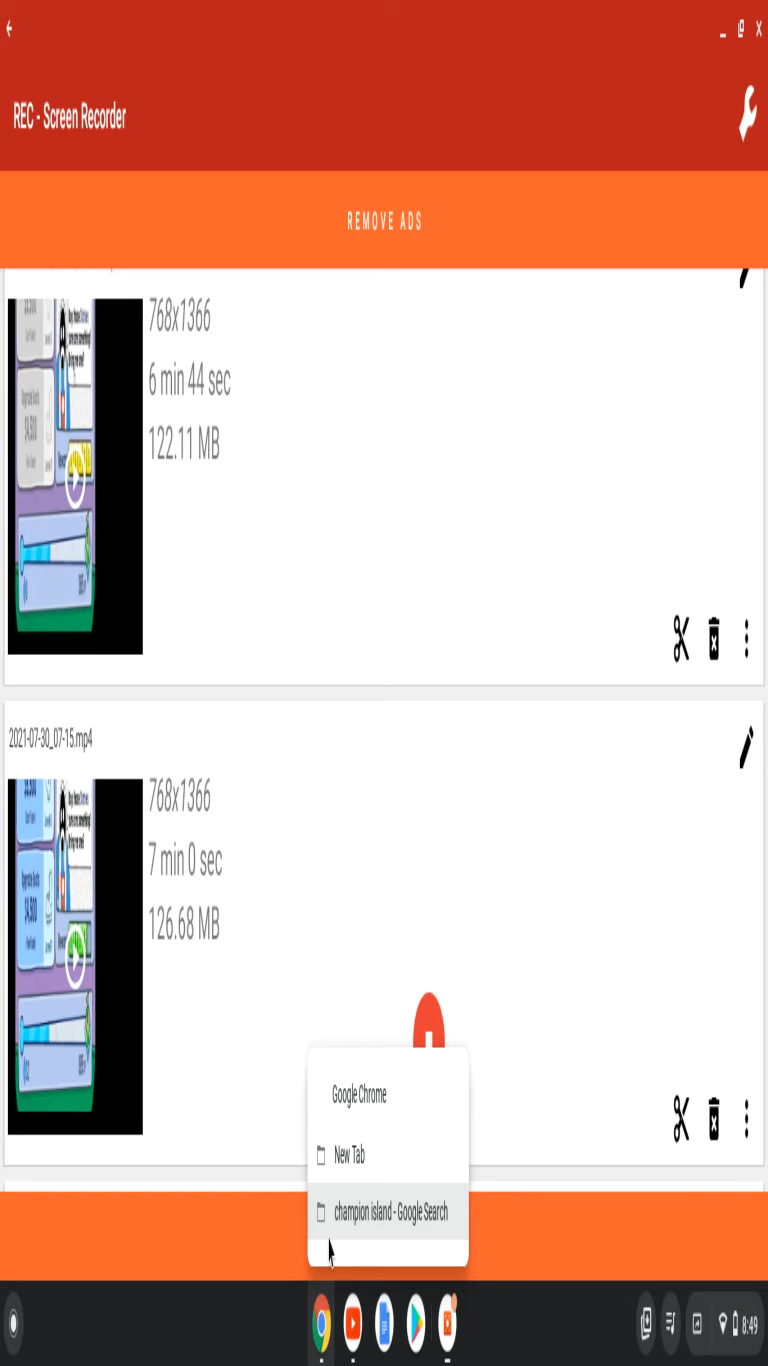 REC - Screen Recorder
REMOVE ADS
768x1366
6 min 44 sec
122.11 MB
2021-07-30_07-15.mp4
768x1366
7 min 0 sec
126.68 MB
Google Chrome
New Tab
champion island - Google Search
8:49